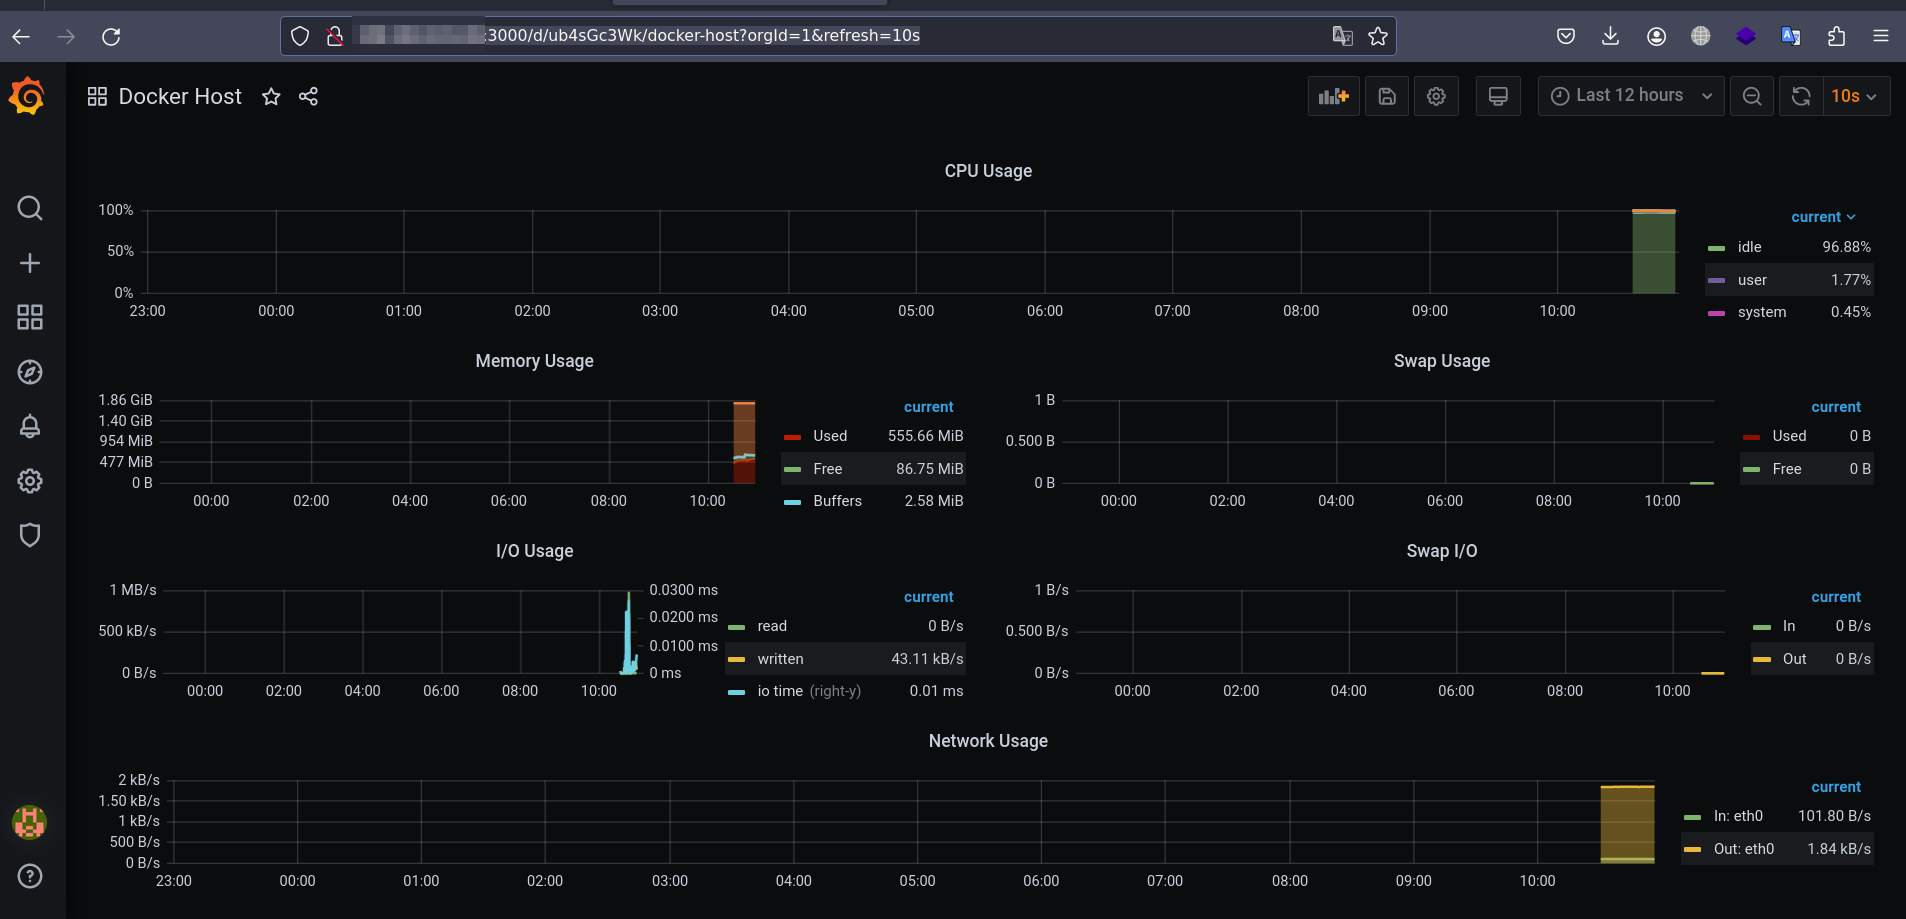 :3000/d/ub4sGc3Wk/docker-host?orgId=1&refresh=10s
Docker Host
Last 12 hours
10s
CPU Usage
100%
50%
0%
23:00 00:00 01:00 02:00 03:00 04:00 05:00 06:00 07:00 08:00 09:00 10:00
current
idle 96.88%
user 1.77%
system 0.45%
Memory Usage
1.86 GiB
1.40 GiB
954 MiB
477 MiB
0 B
00:00 02:00 04:00 06:00 08:00 10:00
current
Used 555.66 MiB
Free 86.75 MiB
Buffers 2.58 MiB
Swap Usage
1 B
0.500 B
0 B
00:00 02:00 04:00 06:00 08:00 10:00
current
Used 0 B
Free 0 B
I/O Usage
1 MB/s
500 kB/s
0 B/s
0.0300 ms
0.0200 ms
0.0100 ms
0 ms
00:00 02:00 04:00 06:00 08:00 10:00
current
read 0 B/s
written 43.11 kB/s
io time (right-y) 0.01 ms
Swap I/O
1 B/s
0.500 B/s
0 B/s
00:00 02:00 04:00 06:00 08:00 10:00
current
In 0 B/s
Out 0 B/s
Network Usage
2 kB/s
1.50 kB/s
1 kB/s
500 B/s
0 B/s
23:00 00:00 01:00 02:00 03:00 04:00 05:00 06:00 07:00 08:00 09:00 10:00
current
In: eth0 101.80 B/s
Out: eth0 1.84 kB/s